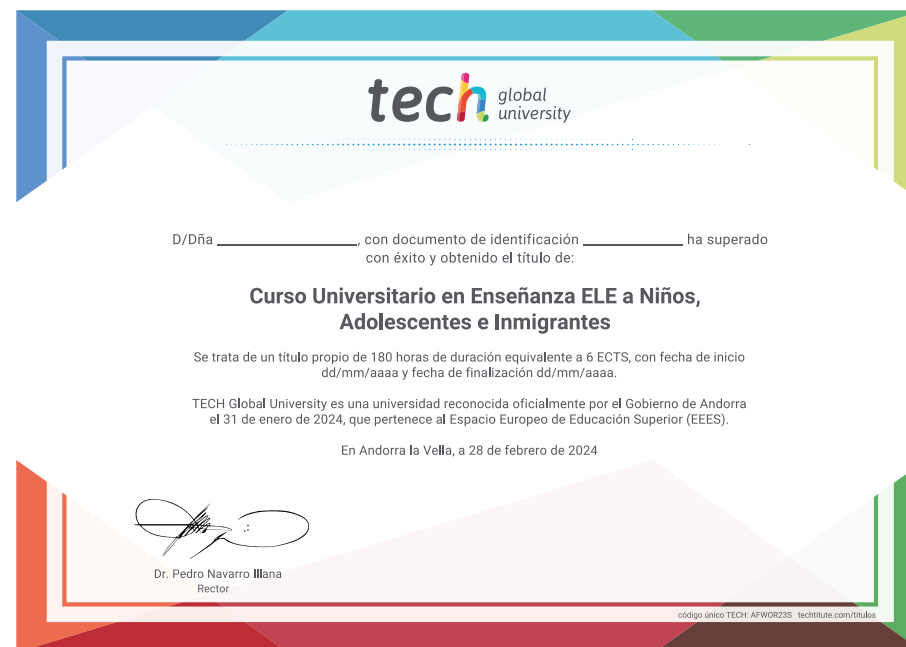 tech global university
D/Dña ____________________, con documento de identificación ______________ ha superado
con éxito y obtenido el título de:
Curso Universitario en Enseñanza ELE a Niños,
Adolescentes e Inmigrantes
Se trata de un título propio de 180 horas de duración equivalente a 6 ECTS, con fecha de inicio
dd/mm/aaaa y fecha de finalización dd/mm/aaaa.
TECH Global University es una universidad reconocida oficialmente por el Gobierno de Andorra
el 31 de enero de 2024, que pertenece al Espacio Europeo de Educación Superior (EEES).
En Andorra la Vella, a 28 de febrero de 2024
Dr. Pedro Navarro Illana
Rector
código único TECH: AFWOR23S techtitute.com/titulos